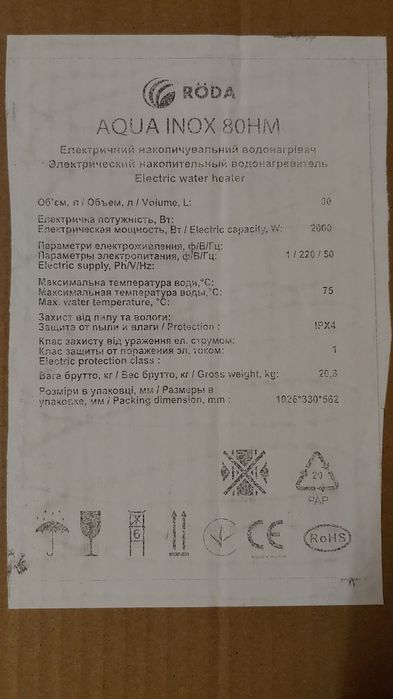 RÖDA
AQUA INOX 80HM
Електричний накопичувальний водонагрівач
Электрический накопительный водонагреватель
Electric water heater
Об'єм, л / Объем, л / Volume, L: 80
Електрична потужність, Вт:
Електрическая мощность, Вт / Electric capacity, W: 2000
Параметри електроживлення, ф/В/Гц:
Параметры электропитания, ф/В/Гц: 1 / 220 / 50
Electric supply, Ph/V/Hz:
Максимальна температура води,°С:
Максимальная температура воды,°С: 75
Max. water temperature, °C:
Захист від пилу та вологи:
Защита от пыли и влаги / Protection : IPX4
Клас захисту від ураження ел. струмом:
Клас защиты от поражения эл. током: 1
Electric protection class :
Вага брутто, кг / Вес брутто, кг / Gross weight, kg: 20,8
Розміри в упаковці, мм / Размеры в
упаковке, мм / Packing dimension, mm : 1026*330*562
20
PAP
6
CE
RoHS